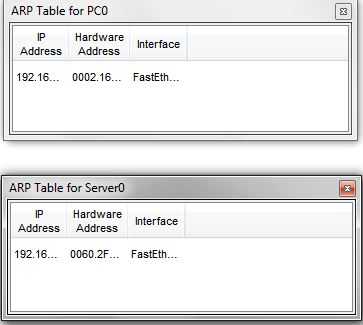 ARP Table for PC0
IP Address Hardware Address Interface
192.16... 0002.16... FastEth...
ARP Table for Server0
IP Address Hardware Address Interface
192.16... 0060.2F... FastEth...